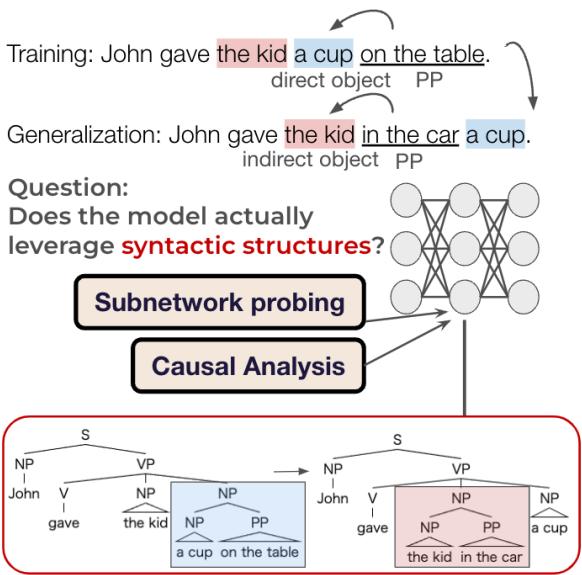 Training: John gave the kid a cup on the table.
direct object PP
Generalization: John gave the kid in the car a cup.
indirect object PP
Question:
Does the model actually
leverage syntactic structures?
Subnetwork probing
Causal Analysis
S
NP VP
John V NP NP
gave the kid NP PP
a cup on the table
S
NP VP
John V NP NP
gave NP PP a cup
the kid in the car